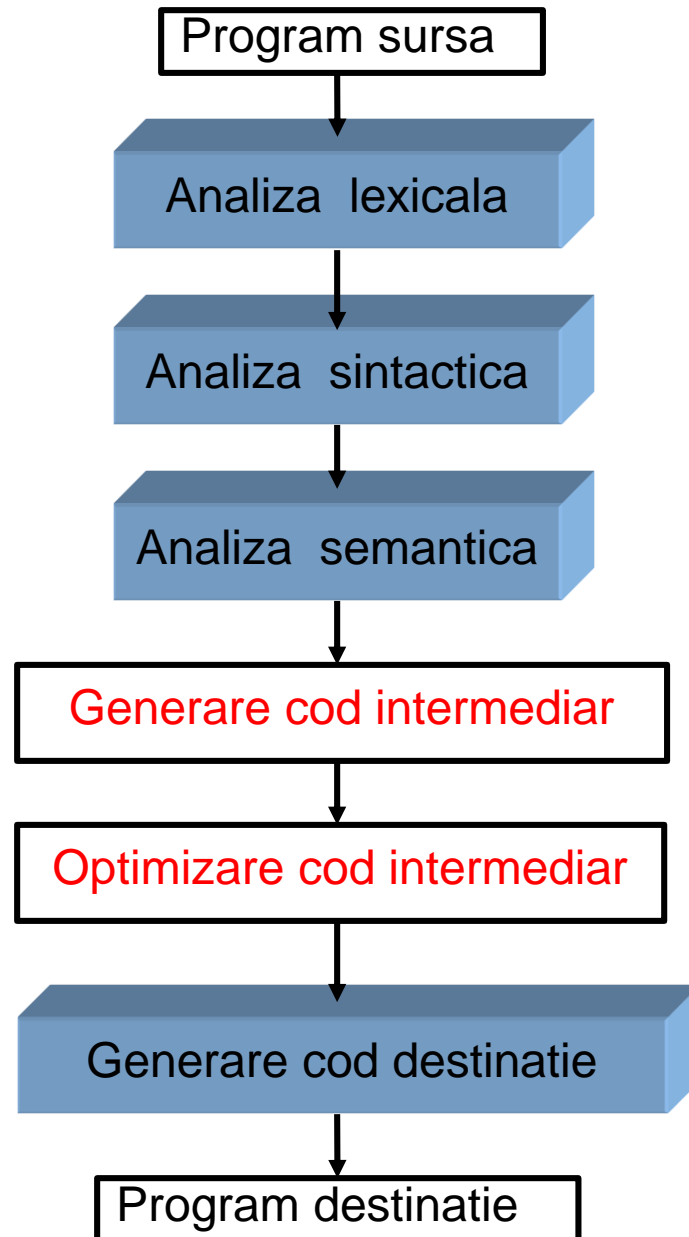 Program sursa
Analiza lexicala
Analiza sintactica
Analiza semantica
Generare cod intermediar
Optimizare cod intermediar
Generare cod destinatie
Program destinatie